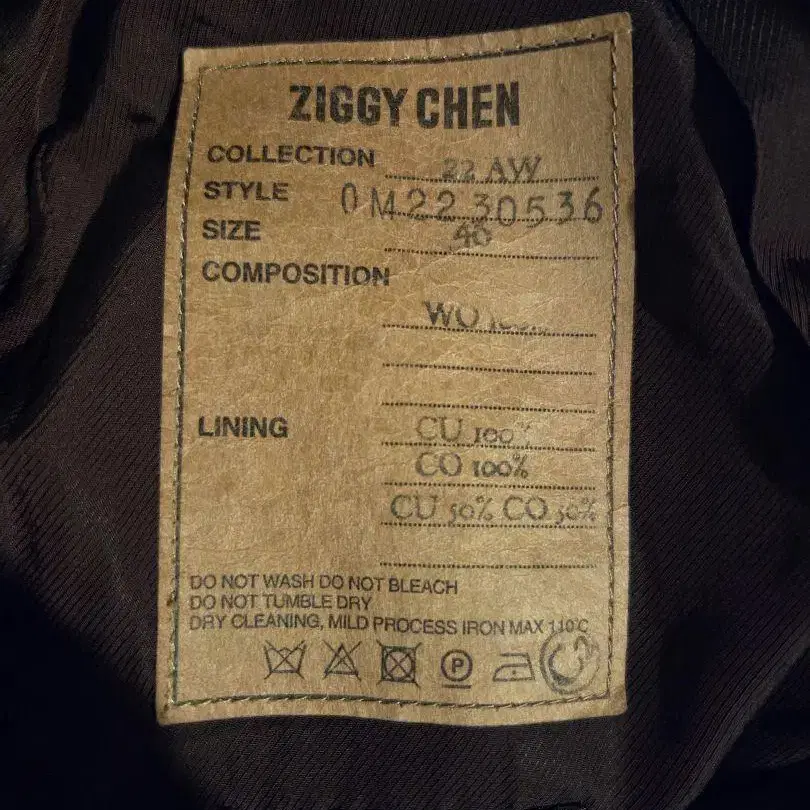 ZIGGY CHEN
COLLECTION 22 AW
STYLE 0M2230536
SIZE 46
COMPOSITION
WO
LINING CU 100%
CO 100%
CU 50% CO 50%
DO NOT WASH DO NOT BLEACH
DO NOT TUMBLE DRY
DRY CLEANING, MILD PROCESS IRON MAX 110°C
P